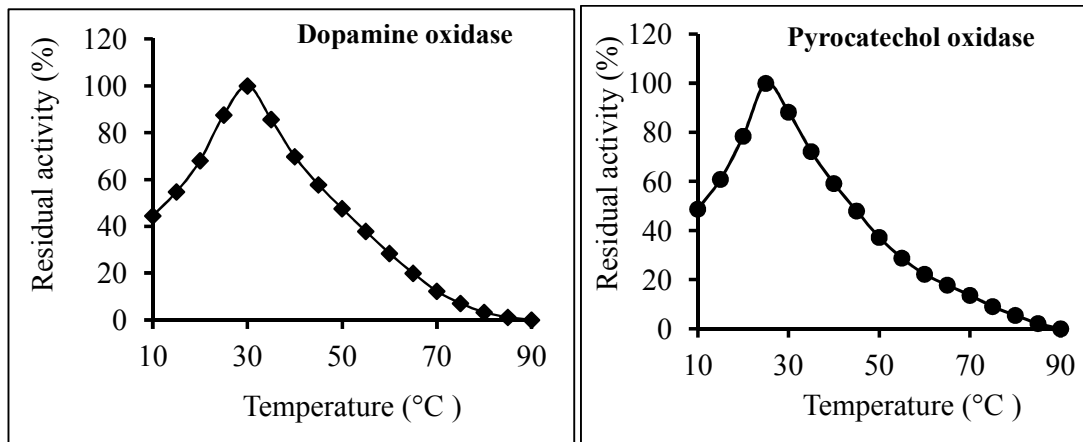 Dopamine oxidase
Residual activity (%)
120
100
80
60
40
20
0
10 30 50 70 90
Temperature (°C )
Pyrocatechol oxidase
Residual activity (%)
120
100
80
60
40
20
0
10 30 50 70 90
Temperature (°C )